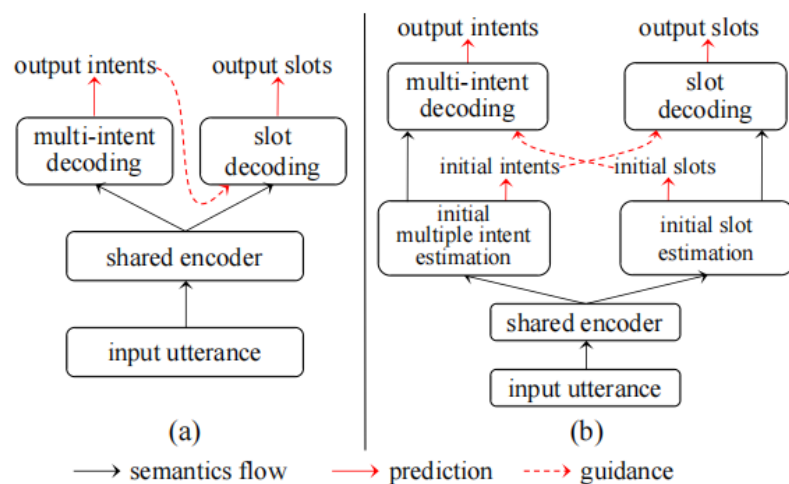 output intents
output slots
multi-intent
decoding
slot
decoding
shared encoder
input utterance
(a)
output intents
output slots
multi-intent
decoding
slot
decoding
initial intents
initial slots
initial
multiple intent
estimation
initial slot
estimation
shared encoder
input utterance
(b)
semantics flow
prediction
guidance